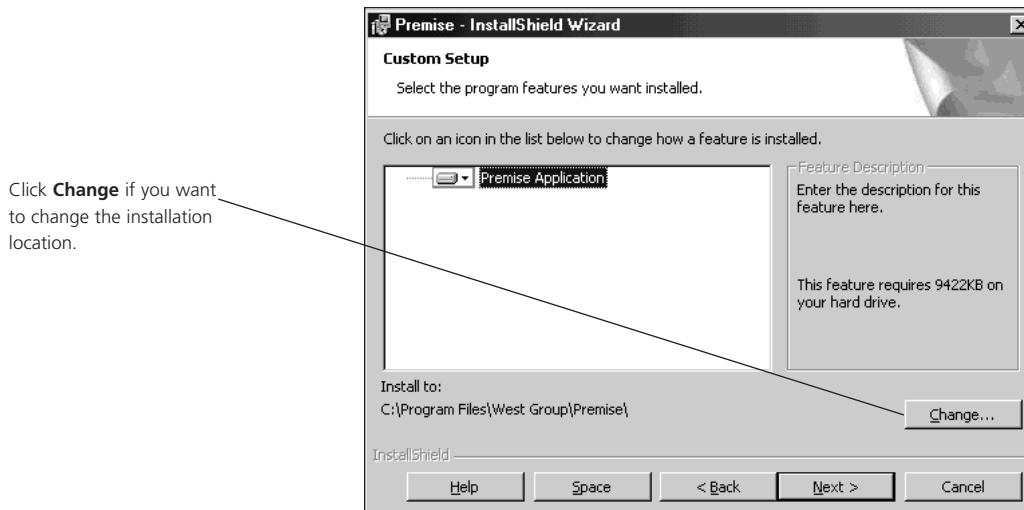 Premise - InstallShield Wizard
Custom Setup
Select the program features you want installed.
Click on an icon in the list below to change how a feature is installed.
Premise Application
Feature Description
Enter the description for this
feature here.
This feature requires 9422KB on
your hard drive.
Click Change if you want
to change the installation
location.
Install to:
C:\Program Files\West Group\Premise\
Change...
InstallShield
Help
Space
< Back
Next >
Cancel